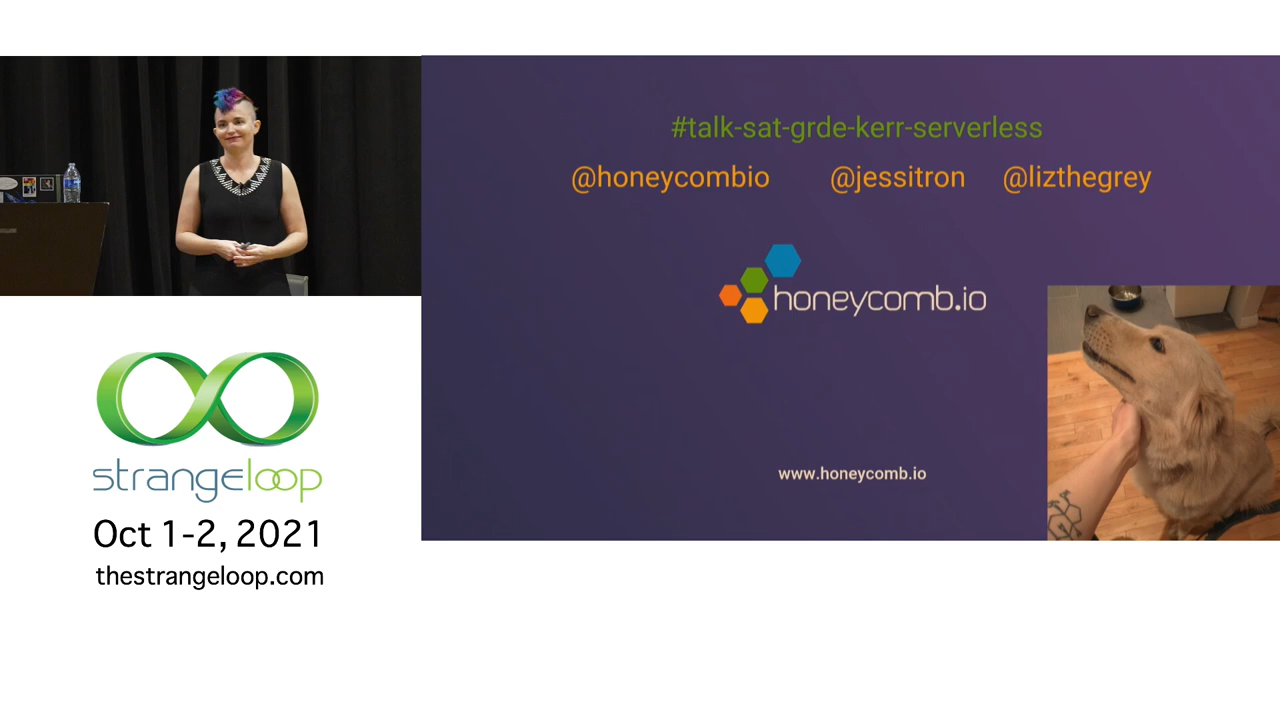 #talk-sat-grde-kerr-serverless
@honeycombio @jessitron @lizthegrey
honeycomb.io
www.honeycomb.io
strangeloop
Oct 1-2, 2021
thestrangeloop.com